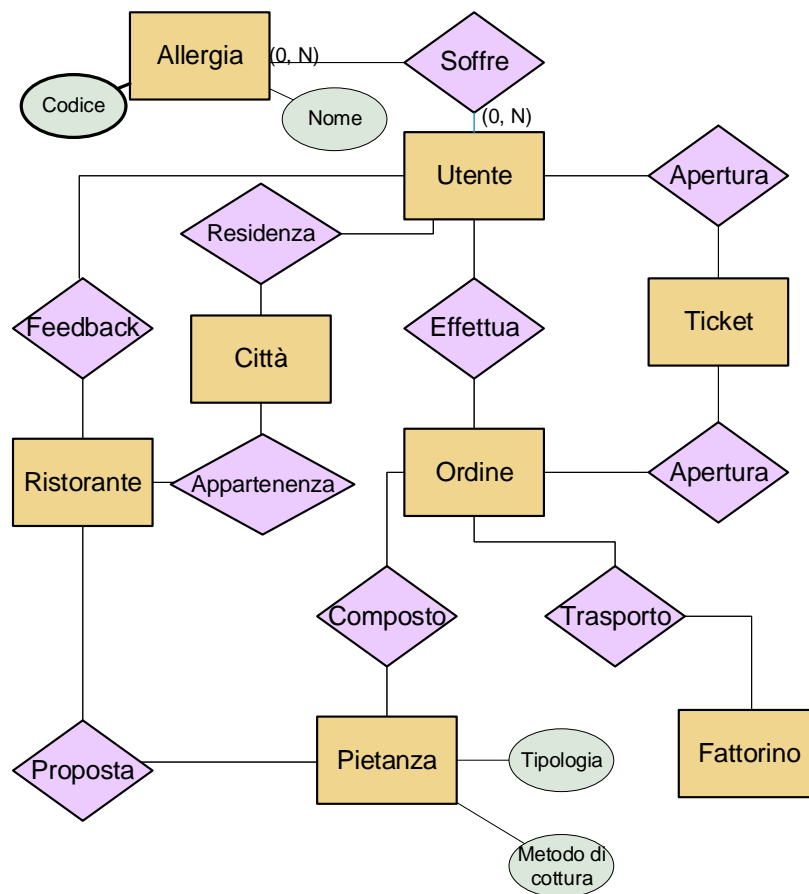 Allergia
(0, N)
Soffre
Codice
Nome
(0, N)
Utente
Apertura
Residenza
Feedback
Città
Effettua
Ticket
Ristorante
Appartenenza
Ordine
Apertura
Composto
Trasporto
Proposta
Pietanza
Tipologia
Fattorino
Metodo di
cottura